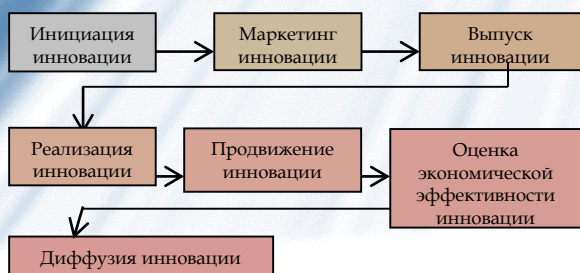 Инициация
инновации
Маркетинг
инновации
Выпуск
инновации
Реализация
инновации
Продвижение
инновации
Оценка
экономической
эффективности
инновации
Диффузия инновации